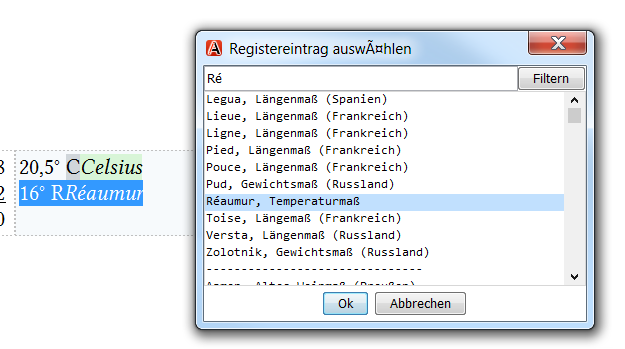 Registereintrag auswÃ¤hlen
Ré
Filtern
Legua, Längenmaß (Spanien)
Lieue, Längenmaß (Frankreich)
Ligne, Längenmaß (Frankreich)
Pied, Längenmaß (Frankreich)
Pouce, Längenmaß (Frankreich)
Pud, Gewichtsmaß (Russland)
Réaumur, Temperaturmaß
Toise, Längemaß (Frankreich)
Versta, Längenmaß (Russland)
Zolotnik, Gewichtsmaß (Russland)
--------------------------------
Ok
Abbrechen
8
20,5° CCelsius
2
16° RRéaumur
0